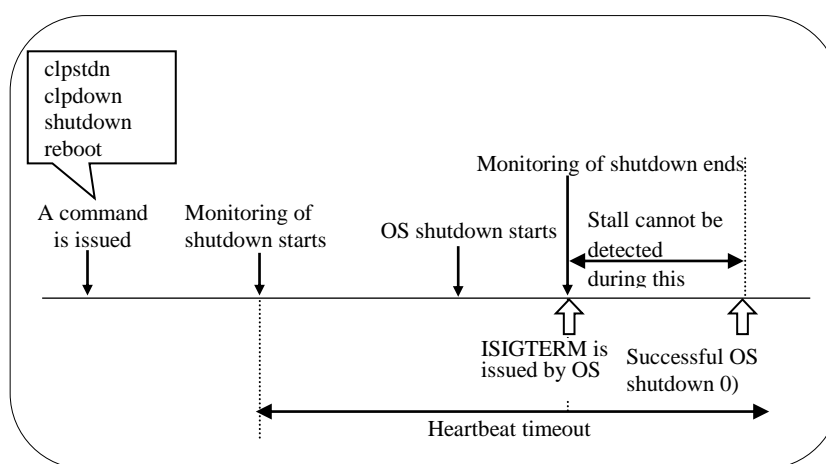 clpstdn
clpdown
shutdown
reboot
A command
is issued
Monitoring of
shutdown starts
OS shutdown starts
Monitoring of shutdown ends
Stall cannot be
detected
during this
ISIGTERM is
issued by OS
Successful OS
shutdown 0)
Heartbeat timeout